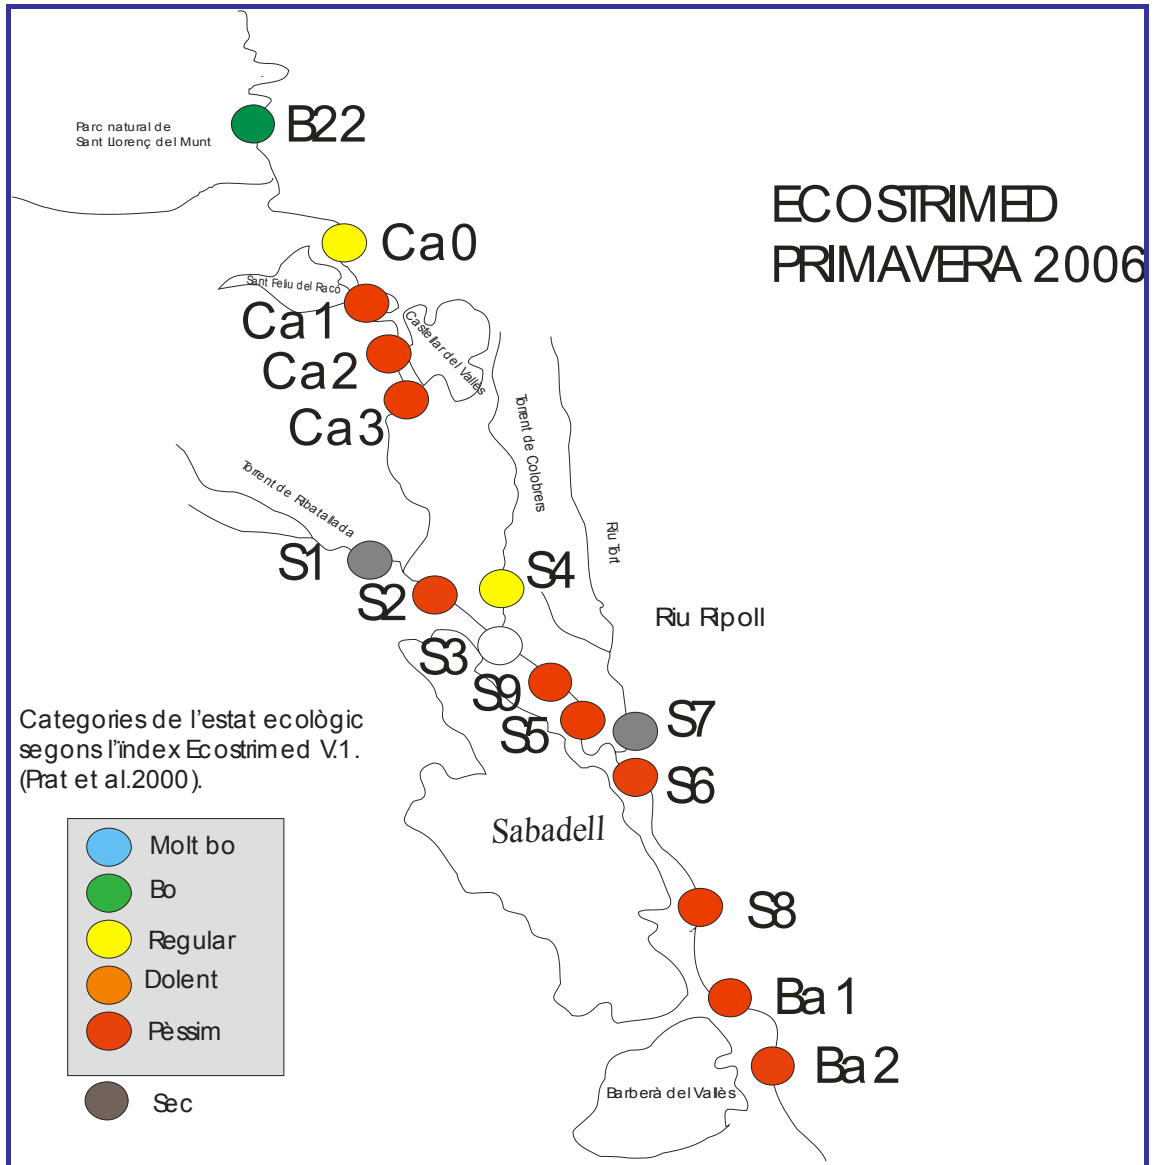 B22
Parc natural de
Sant Llorenç del Munt
ECOSTRIMED
PRIMAVERA 2006
Ca0
Sant Feliu del Racó
Ca1
Castellar del Vallès
Ca2
Ca3
Torrent de Colobrers
Torrent de Ribatallada
Riu Tort
S1
S4
S2
Riu Ripoll
S3
S9
S7
S5
S6
Categories de l'estat ecològic
segons l'ïndex Ecostrimed V.1.
(Prat et al.2000).
Sabadell
Molt bo
Bo
Regular
Dolent
Pèssim
Sec
S8
Ba1
Ba2
Barberà del Vallès